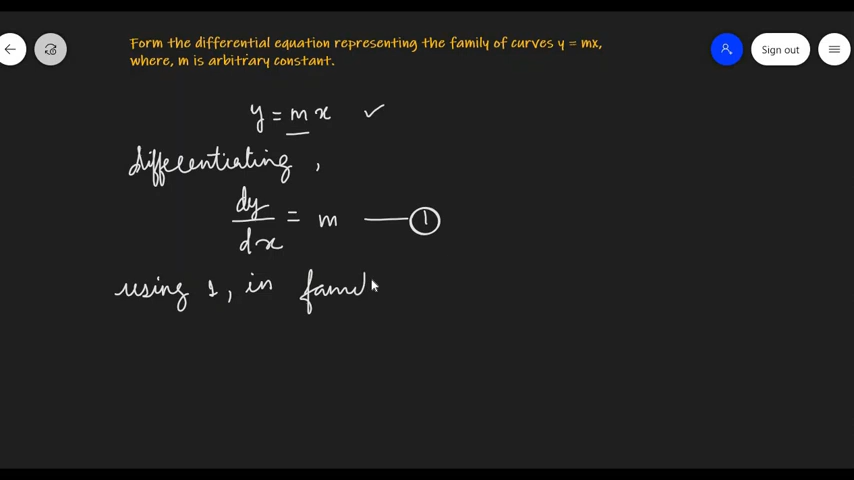 Form the differential equation representing the family of curves y = mx,
where, m is arbitrary constant.
Sign out
y = m x ✓
differentiating,
dy/dx = m —— ①
using 1, in famil